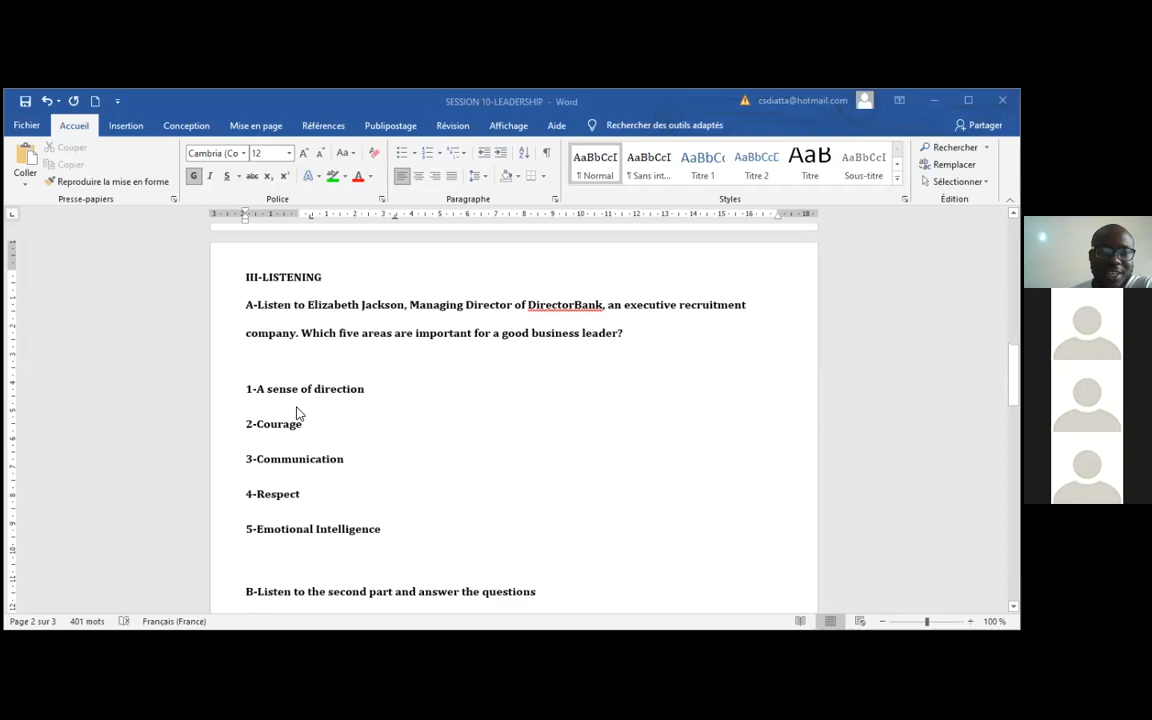 SESSION 10-LEADERSHIP - Word
csdiatta@hotmail.com
Fichier Accueil Insertion Conception Mise en page Références Publipostage Révision Affichage Aide Rechercher des outils adaptés Partager
Coller
Couper
Copier
Reproduire la mise en forme
Presse-papiers
Cambria (Co 12
G I S abc x₂ x²
Police
Paragraphe
AaBbCcI AaBbCcI AaBbCc AaBbCcI AaB AaBbCcI
¶ Normal ¶ Sans int... Titre 1 Titre 2 Titre Sous-titre
Styles
Rechercher
Remplacer
Sélectionner
Édition
III-LISTENING
A-Listen to Elizabeth Jackson, Managing Director of DirectorBank, an executive recruitment
company. Which five areas are important for a good business leader?
1-A sense of direction
2-Courage
3-Communication
4-Respect
5-Emotional Intelligence
B-Listen to the second part and answer the questions
Page 2 sur 3 401 mots Français (France) 100 %